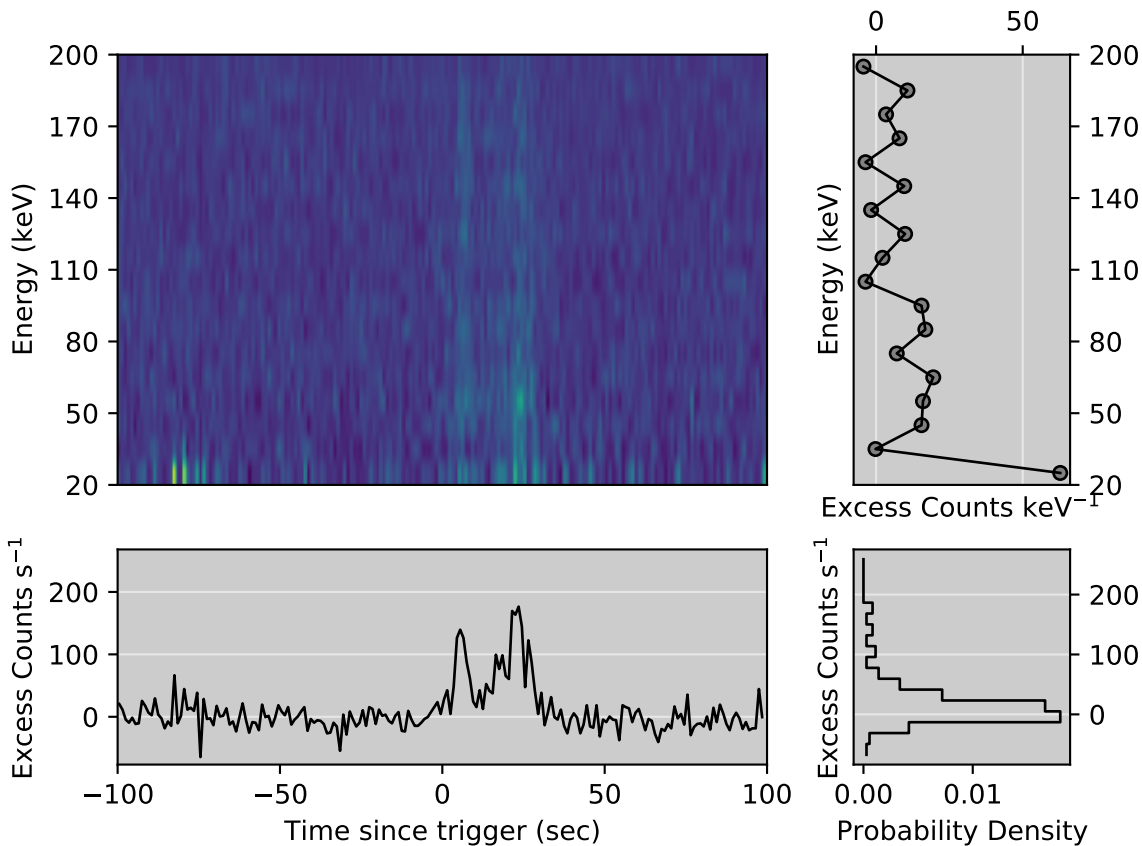 0 50
200 200
170 170
140 140
110 110
80 80
50 50
20 20
Energy (keV)
Energy (keV)
Excess Counts keV⁻¹
200 200
100 100
0 0
Excess Counts s⁻¹
Excess Counts s⁻¹
−100 −50 0 50 100 0.00 0.01
Time since trigger (sec) Probability Density